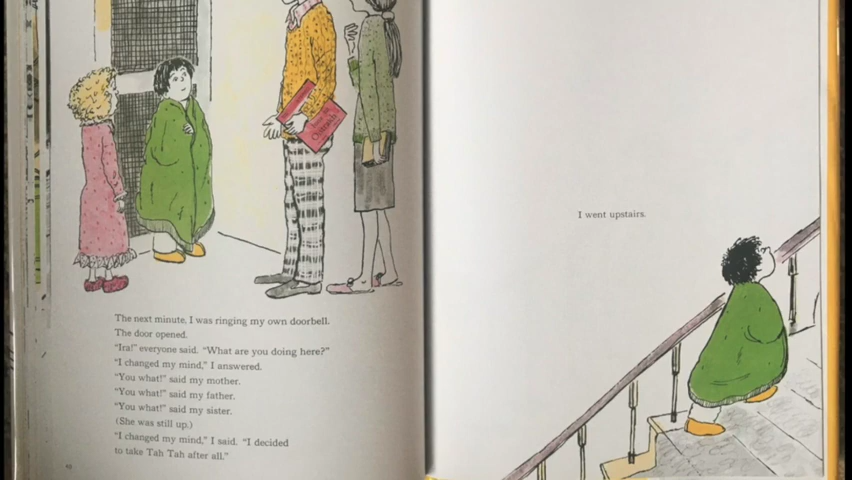 The next minute, I was ringing my own doorbell.
The door opened.
"Ira!" everyone said. "What are you doing here?"
"I changed my mind," I answered.
"You what!" said my mother.
"You what!" said my father.
"You what!" said my sister.
(She was still up.)
"I changed my mind," I said. "I decided
to take Tah Tah after all."
I went upstairs.